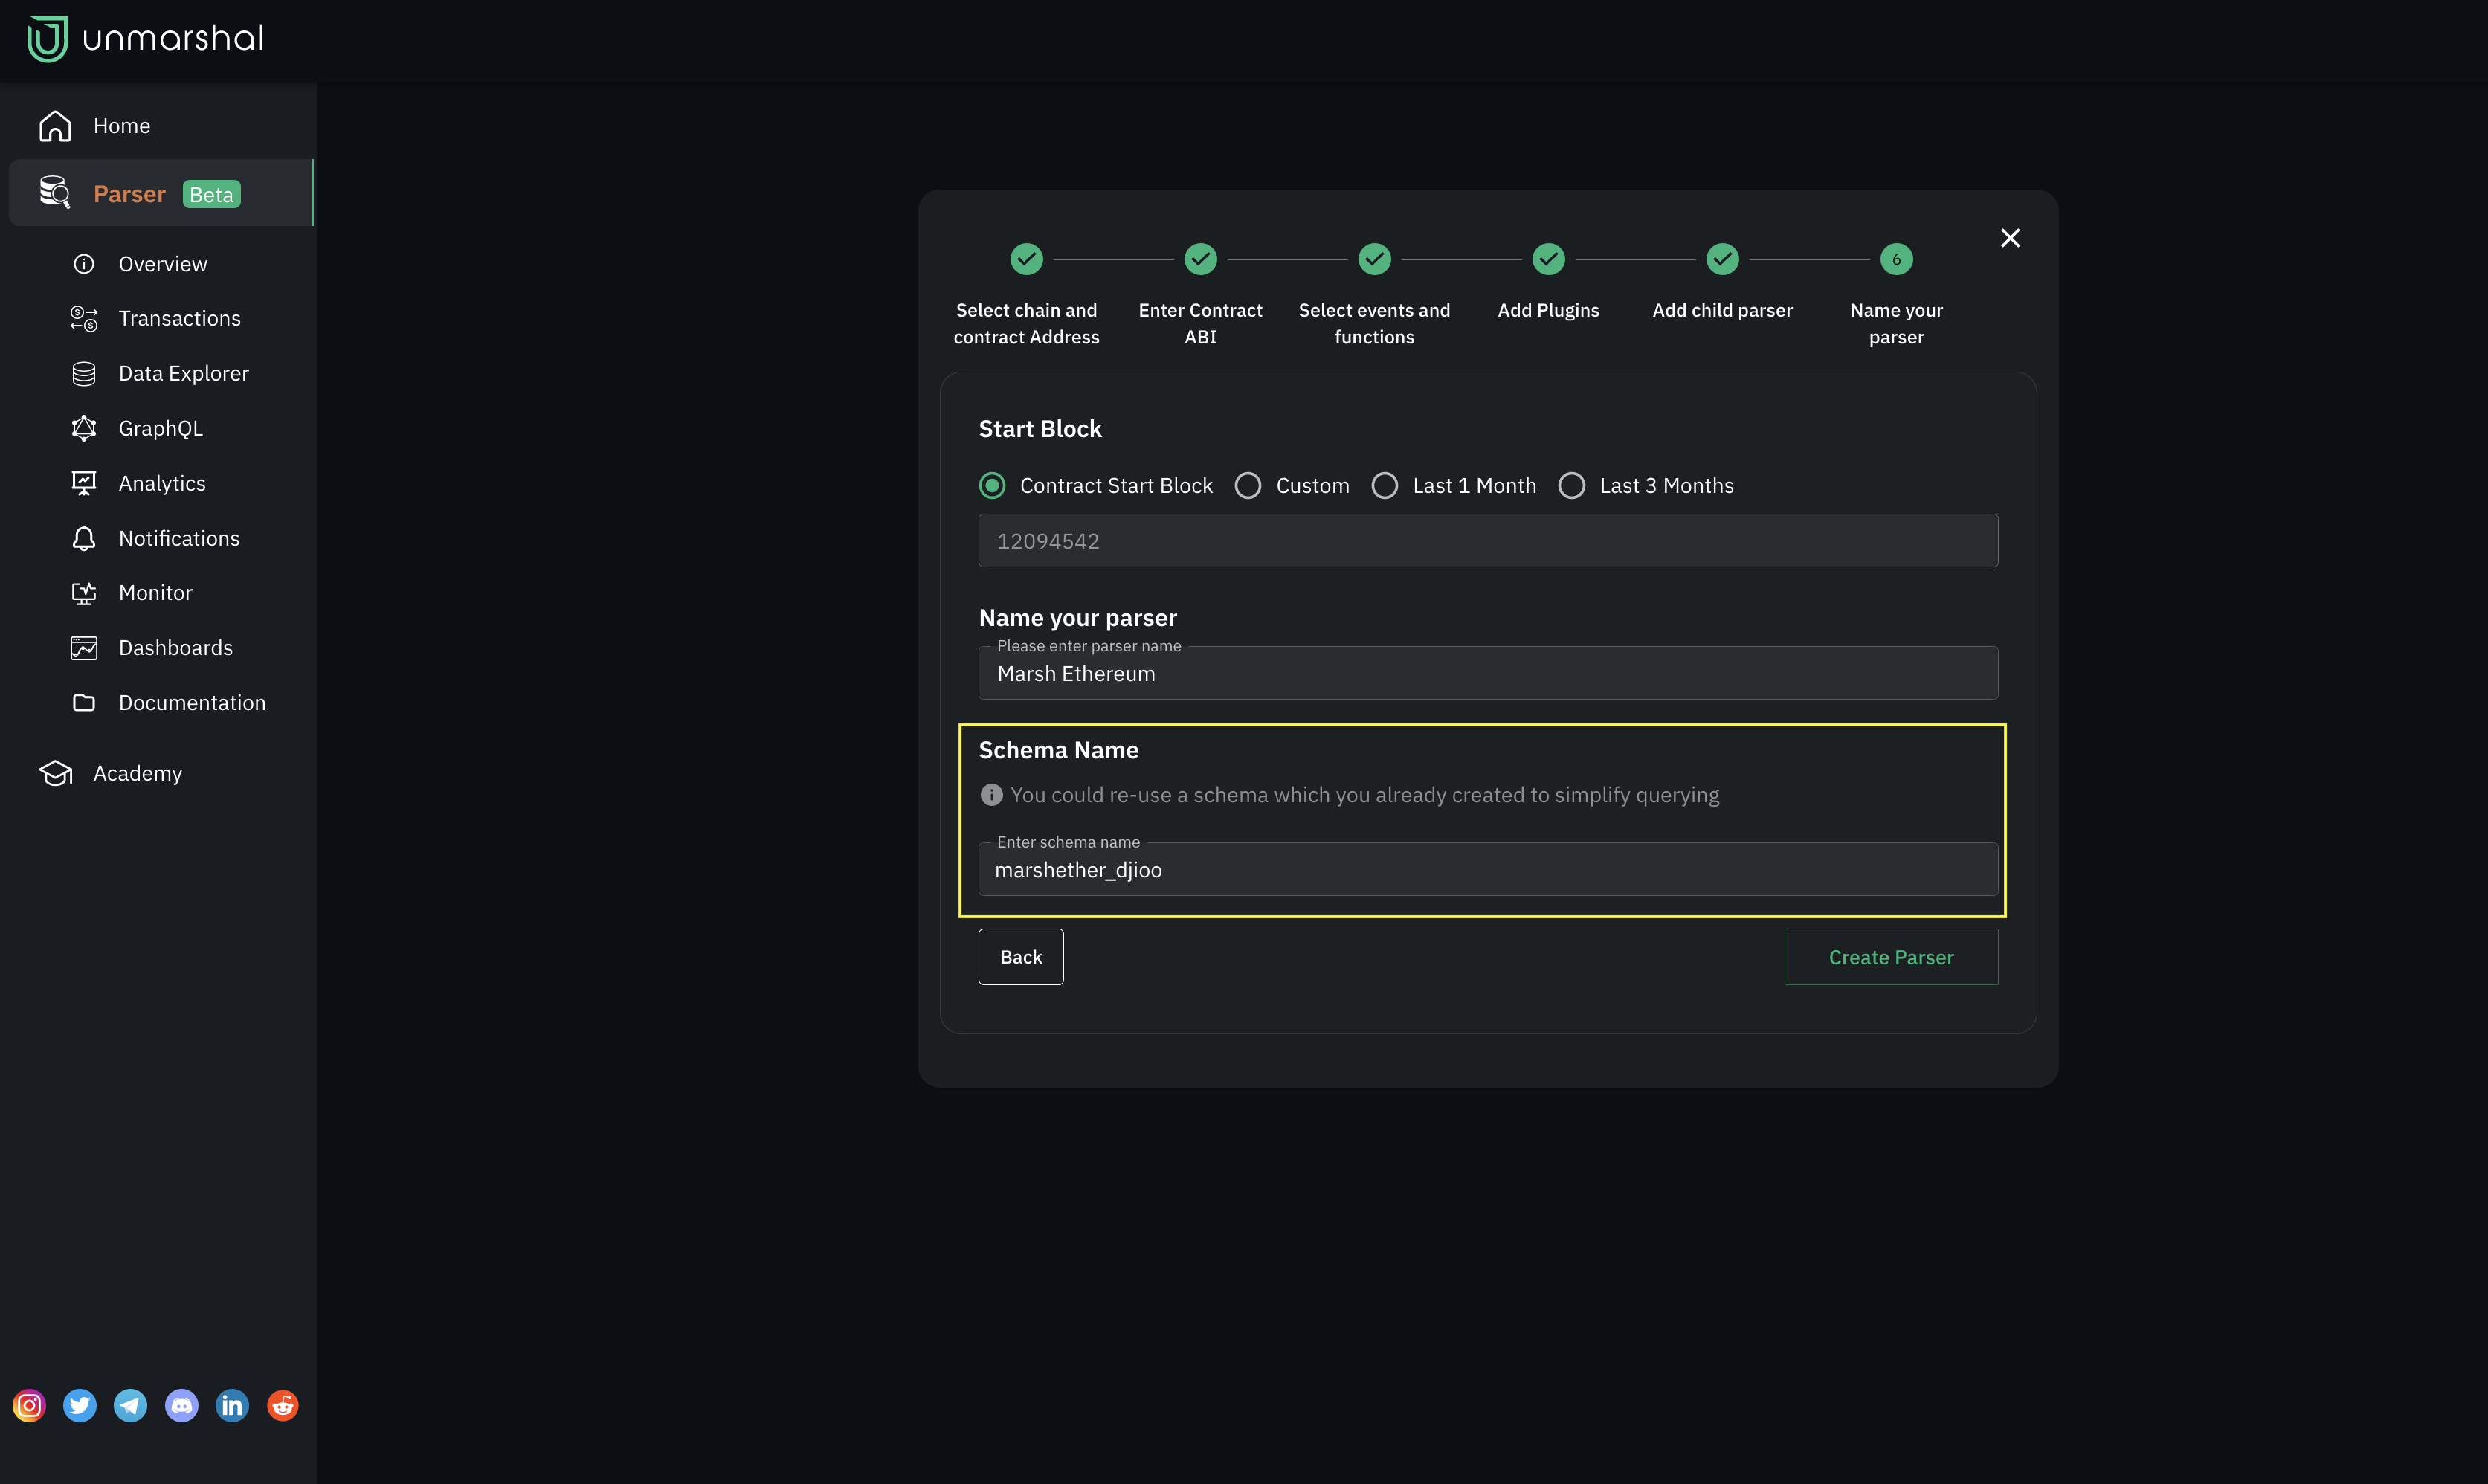 unmarshal
Home
Parser Beta
Overview
Transactions
Data Explorer
GraphQL
Analytics
Notifications
Monitor
Dashboards
Documentation
Academy
Select chain and
contract Address
Enter Contract
ABI
Select events and
functions
Add Plugins
Add child parser
6
Name your
parser
Start Block
Contract Start Block Custom Last 1 Month Last 3 Months
12094542
Name your parser
Please enter parser name
Marsh Ethereum
Schema Name
You could re-use a schema which you already created to simplify querying
Enter schema name
marshether_djioo
Back Create Parser